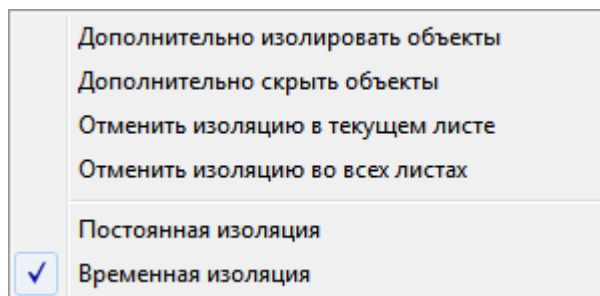 Дополнительно изолировать объекты
Дополнительно скрыть объекты
Отменить изоляцию в текущем листе
Отменить изоляцию во всех листах
Постоянная изоляция
Временная изоляция